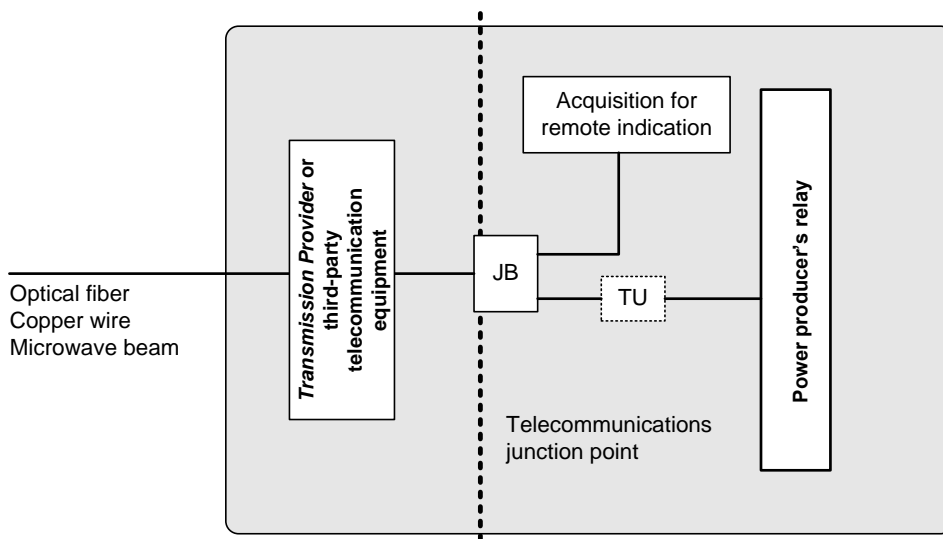 Acquisition for
remote indication
Transmission Provider or
third-party
telecommunication
equipment
Power producer's relay
JB
TU
Optical fiber
Copper wire
Microwave beam
Telecommunications
junction point